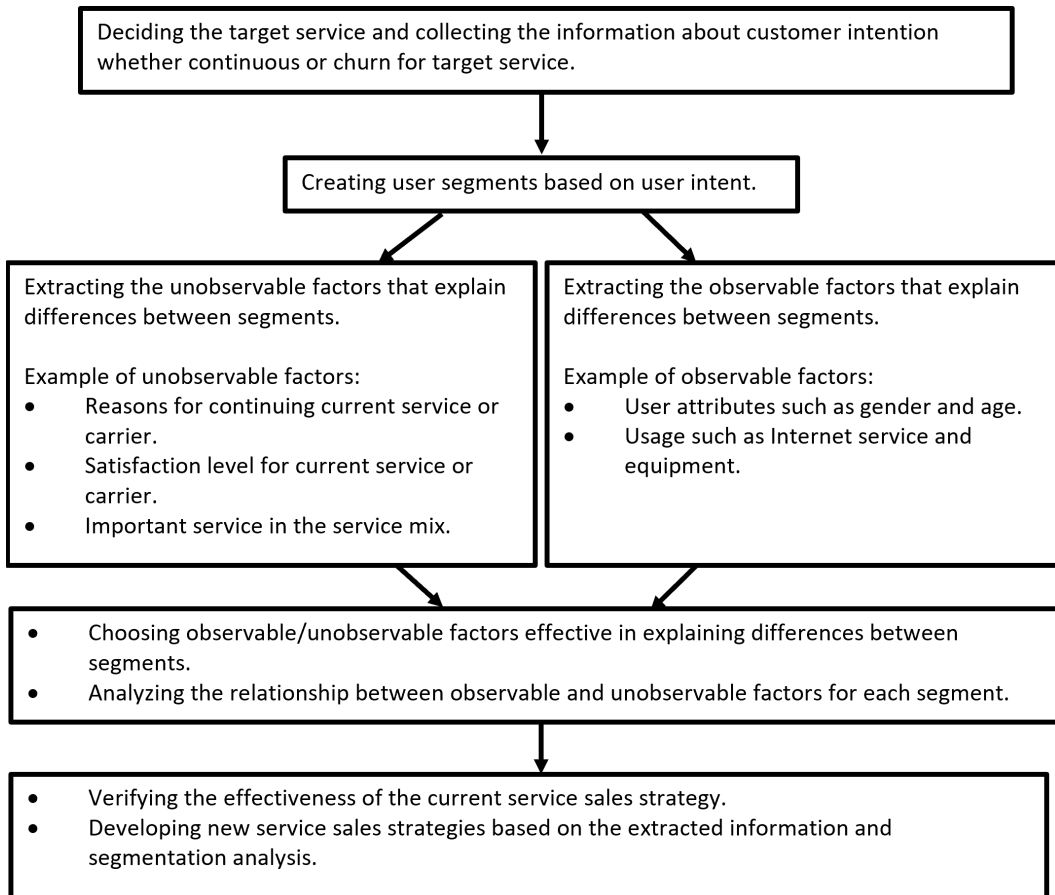 Deciding the target service and collecting the information about customer intention
whether continuous or churn for target service.
Creating user segments based on user intent.
Extracting the unobservable factors that explain
differences between segments.
Example of unobservable factors:
• Reasons for continuing current service or
carrier.
• Satisfaction level for current service or
carrier.
• Important service in the service mix.
Extracting the observable factors that explain
differences between segments.
Example of observable factors:
• User attributes such as gender and age.
• Usage such as Internet service and
equipment.
• Choosing observable/unobservable factors effective in explaining differences between
segments.
• Analyzing the relationship between observable and unobservable factors for each segment.
• Verifying the effectiveness of the current service sales strategy.
• Developing new service sales strategies based on the extracted information and
segmentation analysis.